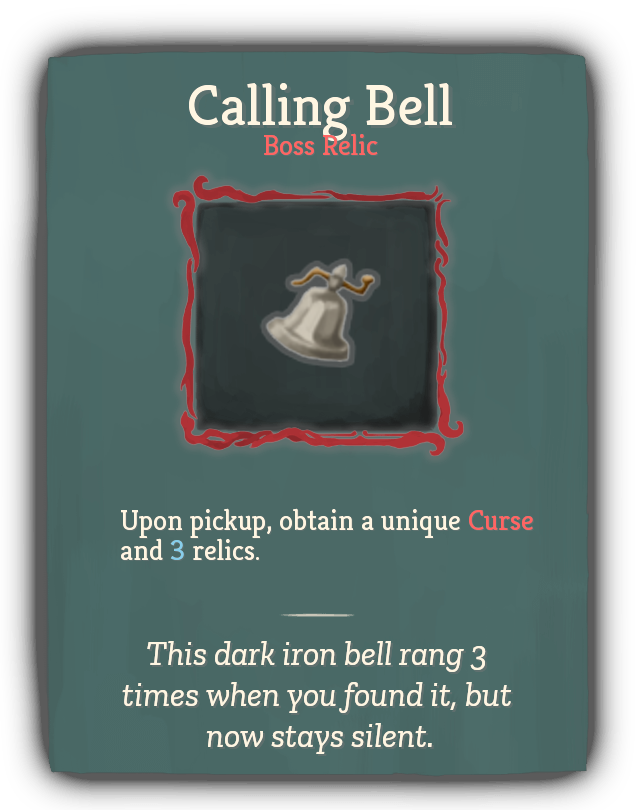 Calling Bell
Boss Relic
Upon pickup, obtain a unique Curse
and 3 relics.
This dark iron bell rang 3
times when you found it, but
now stays silent.